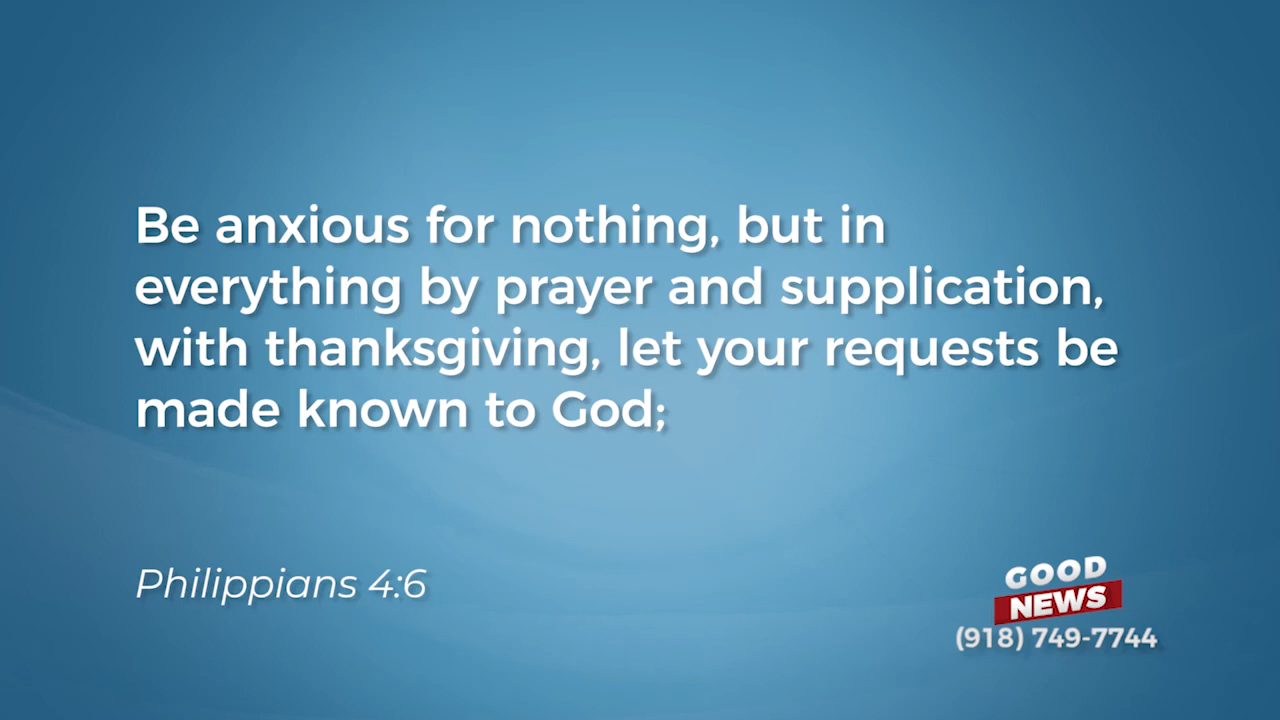 Be anxious for nothing, but in
everything by prayer and supplication,
with thanksgiving, let your requests be
made known to God;
Philippians 4:6
GOOD
NEWS
(918) 749-7744